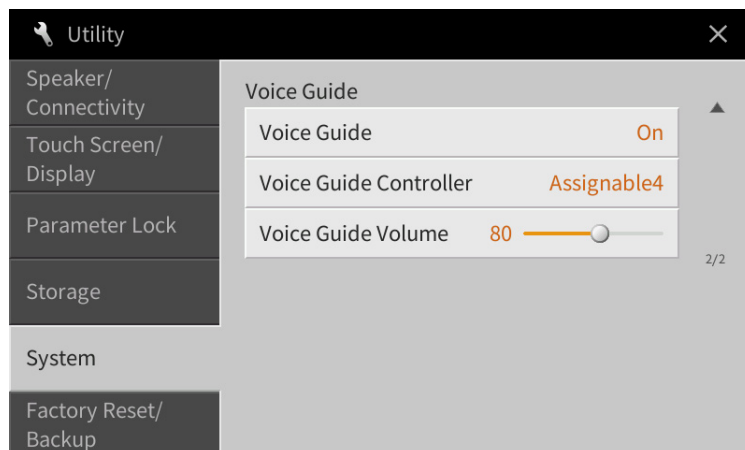 Utility
Speaker/
Connectivity
Touch Screen/
Display
Parameter Lock
Storage
System
Factory Reset/
Backup
Voice Guide
Voice Guide On
Voice Guide Controller Assignable4
Voice Guide Volume 80
2/2